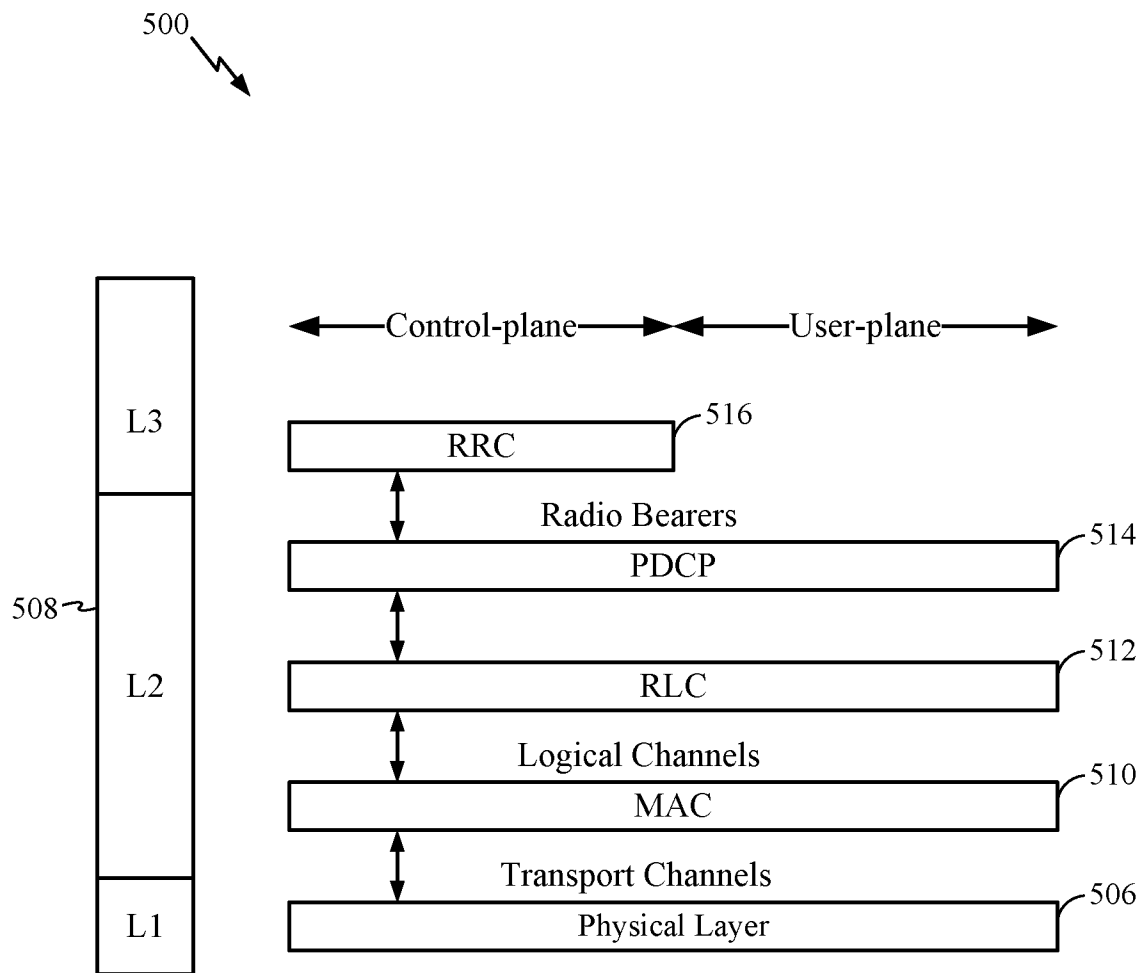 500
Control-plane
User-plane
L3
516
RRC
Radio Bearers
514
PDCP
508
L2
512
RLC
Logical Channels
510
MAC
Transport Channels
506
L1
Physical Layer